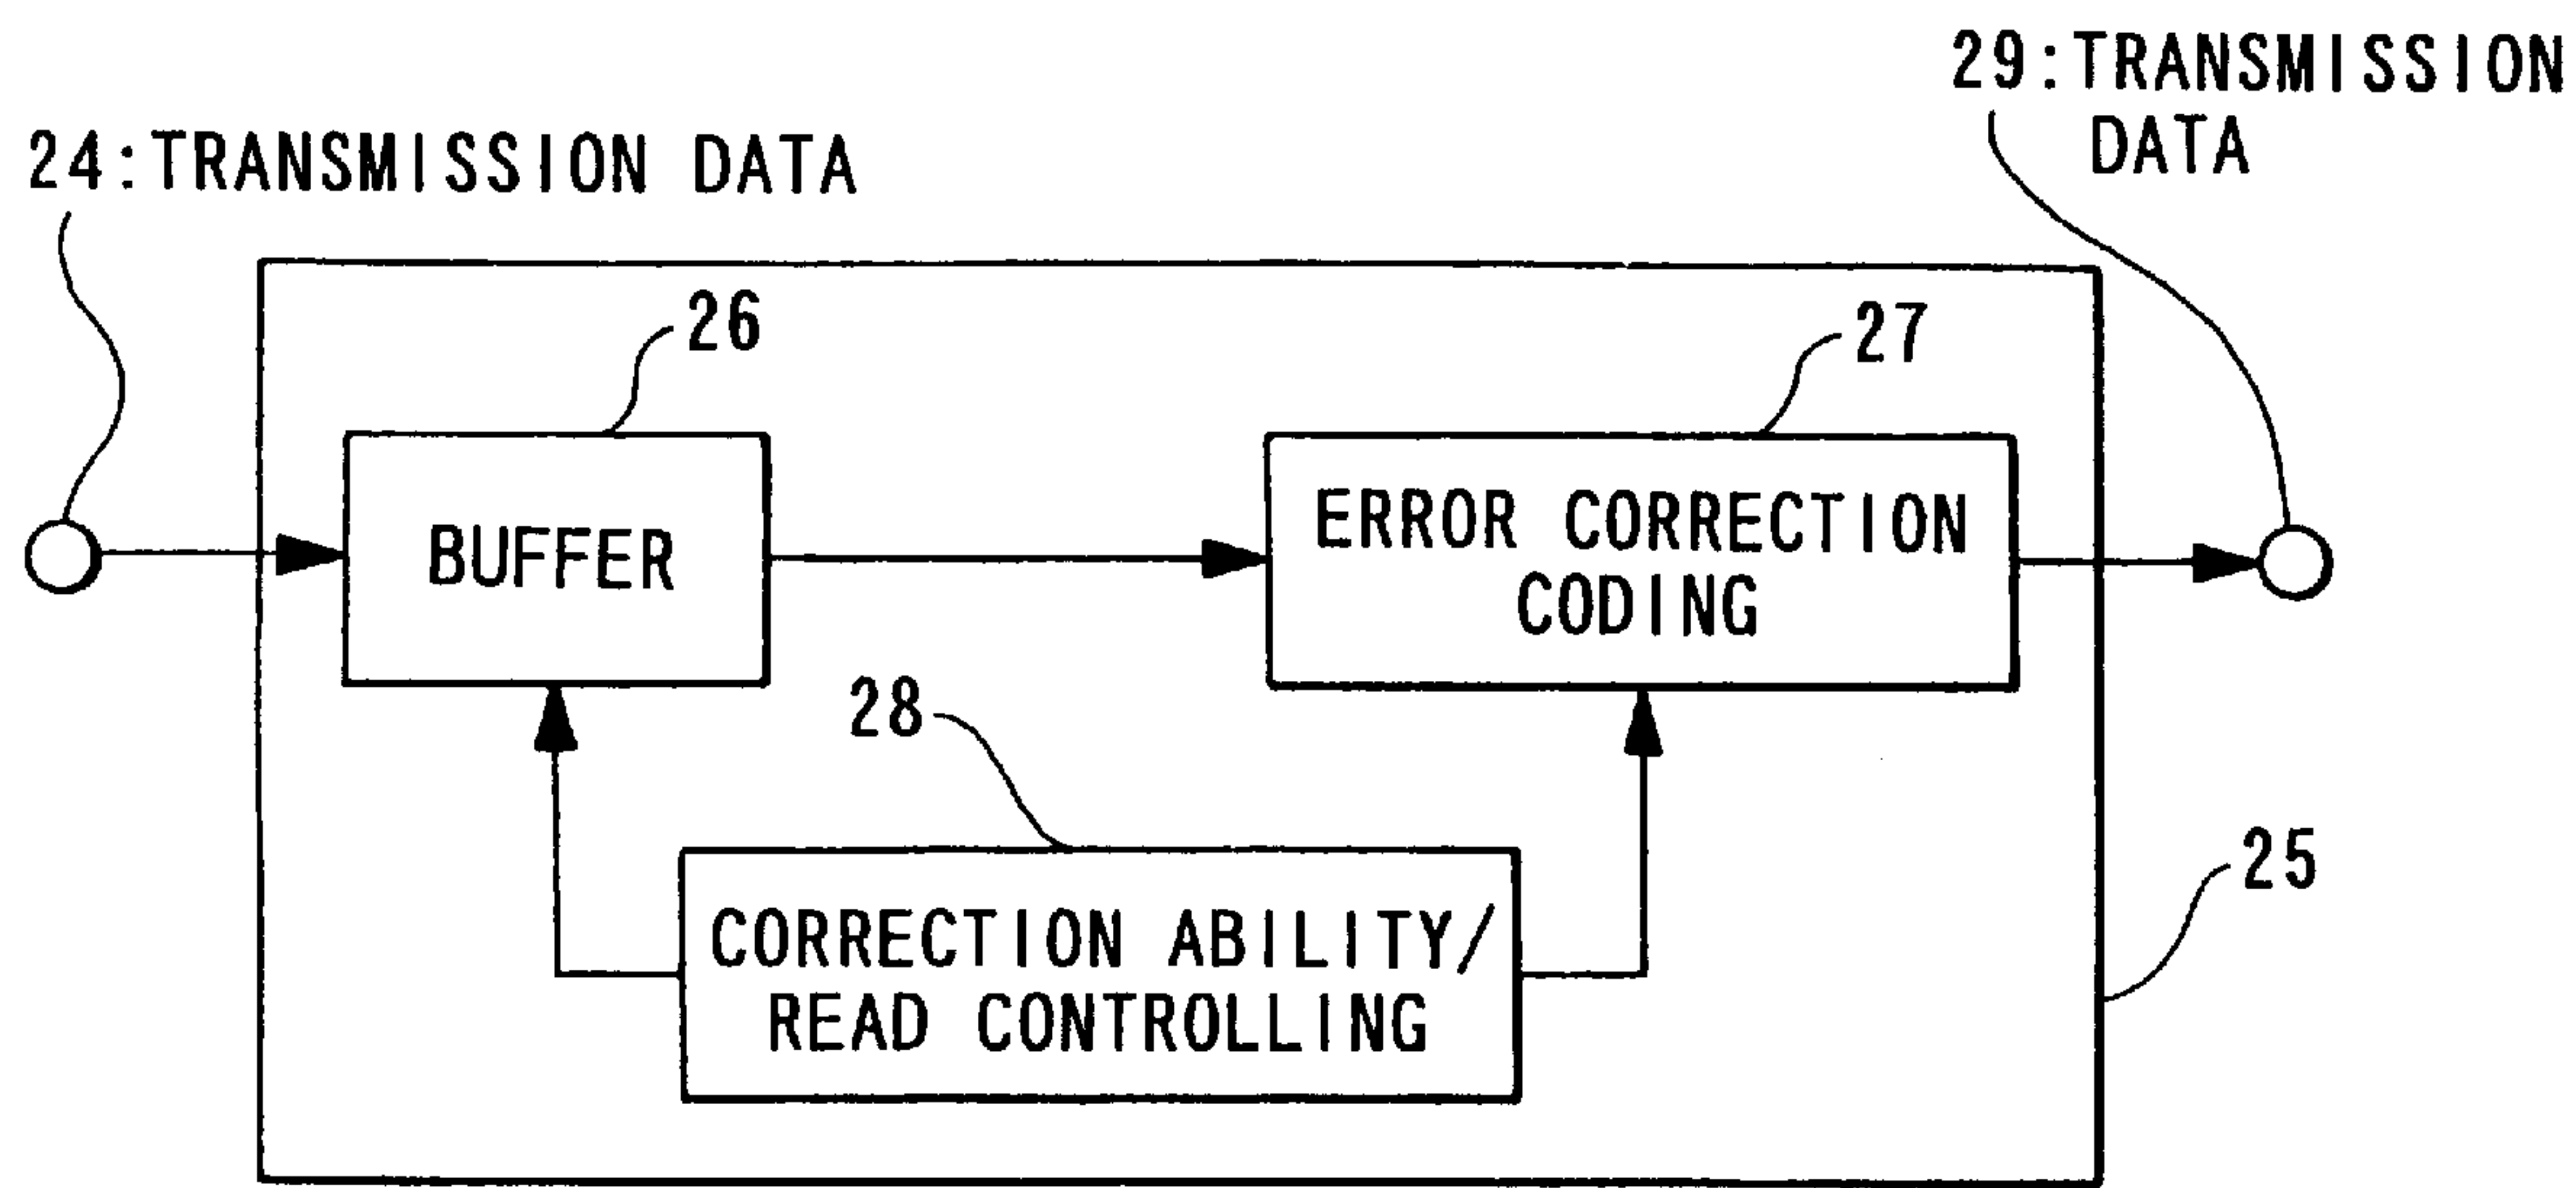 29:TRANSMISSION
DATA
24:TRANSMISSION DATA
26
27
BUFFER
ERROR CORRECTION
CODING
28
25
CORRECTION ABILITY/
READ CONTROLLING